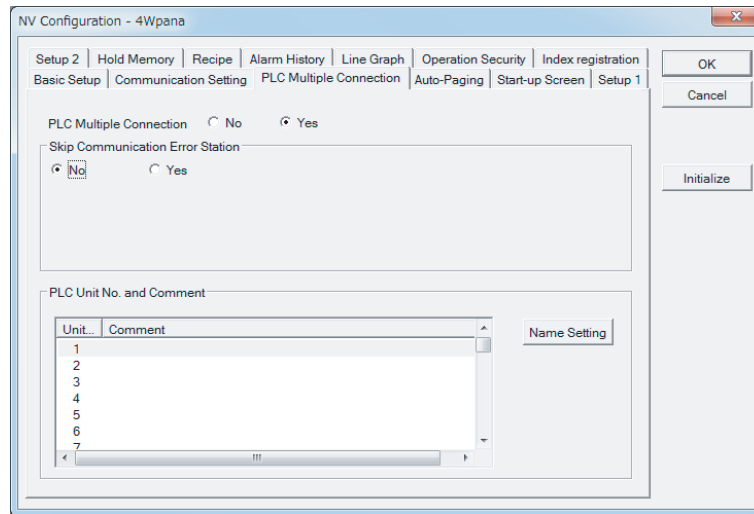 NV Configuration - 4Wpana
Setup 2 Hold Memory Recipe Alarm History Line Graph Operation Security Index registration
Basic Setup Communication Setting PLC Multiple Connection Auto-Paging Start-up Screen Setup 1
OK
Cancel
Initialize
PLC Multiple Connection No Yes
Skip Communication Error Station
No Yes
PLC Unit No. and Comment
Unit... Comment
Name Setting
1
2
3
4
5
6
7